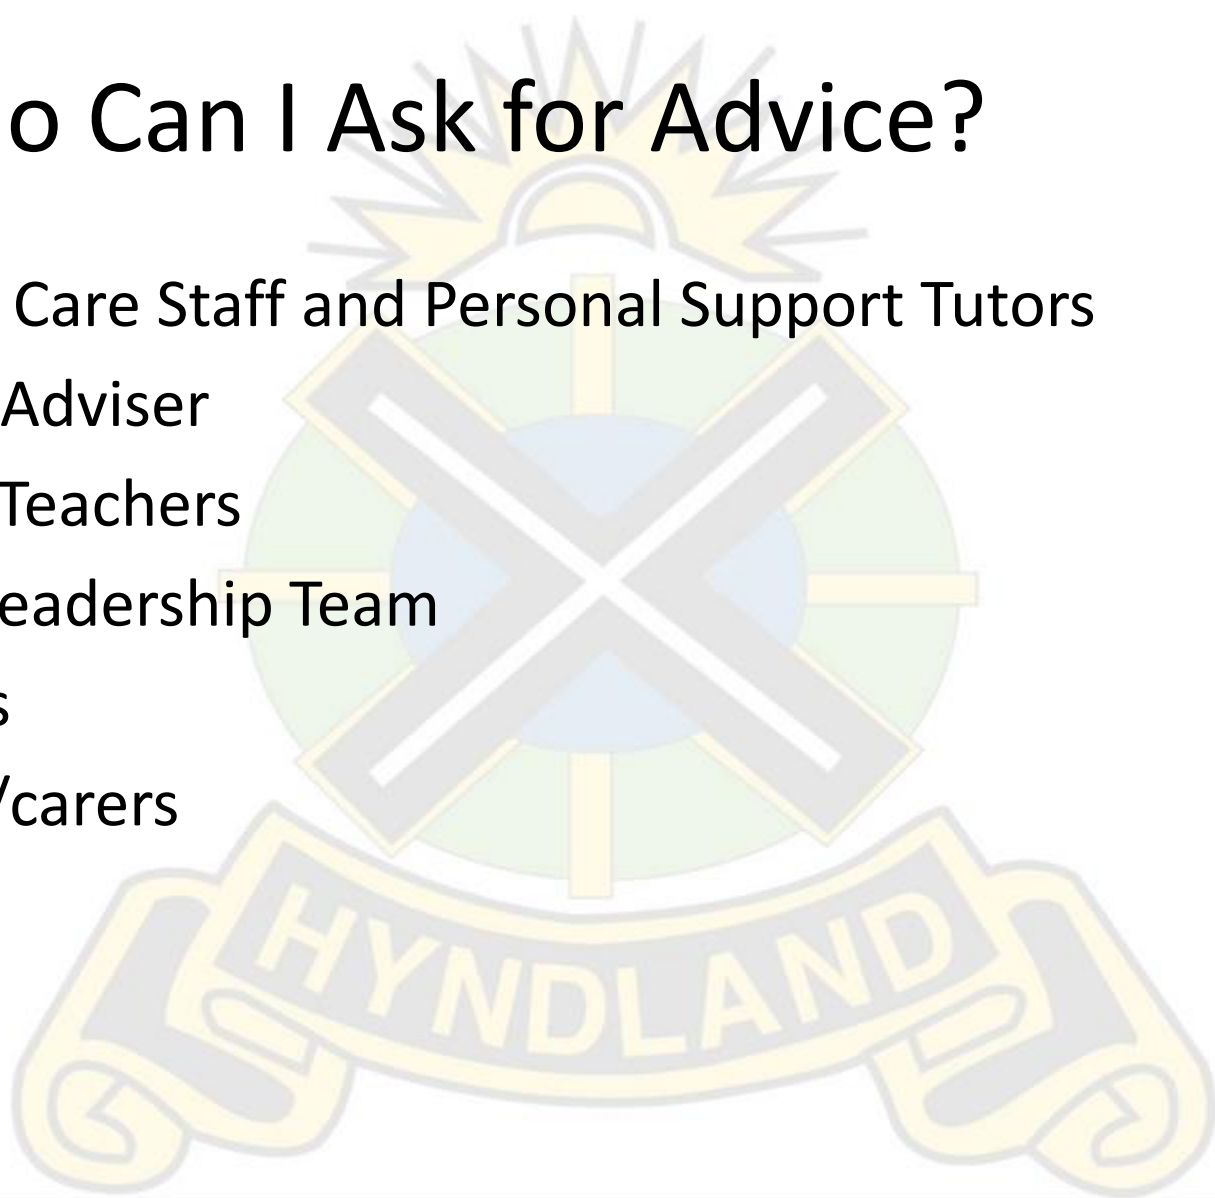 o Can I Ask for Advice?
Care Staff and Personal Support Tutors
Adviser
Teachers
eadership Team
s
/carers
HYNDLAND